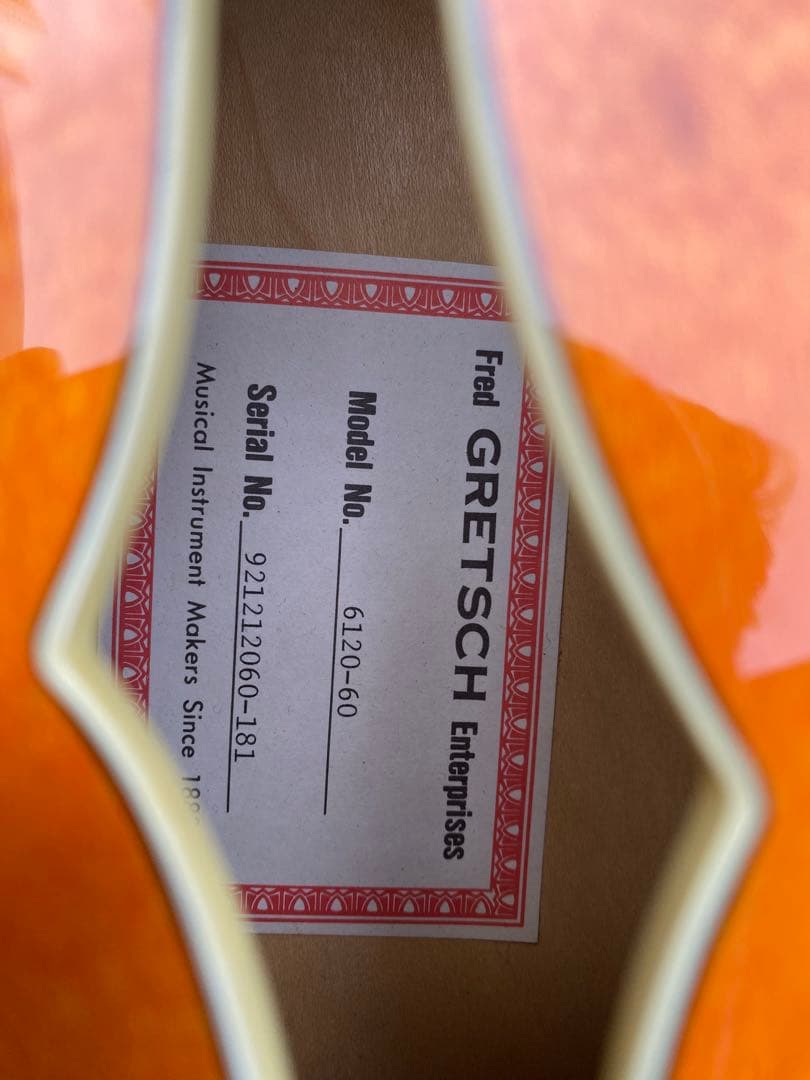 Fred GRETSCH Enterprises
Model No. 6120-60
Serial No. 921212060-181
Musical Instrument Makers Since